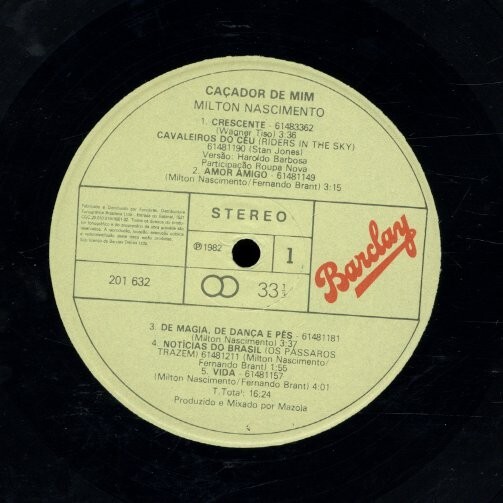 CAÇADOR DE MIM
MILTON NASCIMENTO
1. CRESCENTE - 61483362
(Wagner Tiso) 3:36
CAVALEIROS DO CÉU (RIDERS IN THE SKY)
61481190 (Stan Jones)
Versão: Haroldo Barbosa
Participação Roupa Nova
2. AMOR AMIGO - 61481149
(Milton Nascimento/Fernando Brant) 3:15
STEREO
℗1982
1
201 632
33 1/3
Barclay
3. DE MAGIA, DE DANÇA E PÉS - 61481181
(Milton Nascimento) 3:37
4. NOTÍCIAS DO BRASIL (OS PÁSSAROS
TRAZEM) 61481211 (Milton Nascimento/
Fernando Brant) 1:55
5. VIDA - 61481157
(Milton Nascimento/Fernando Brant) 4:01
T. Total: 16:24
Produzido e Mixado por Mazola